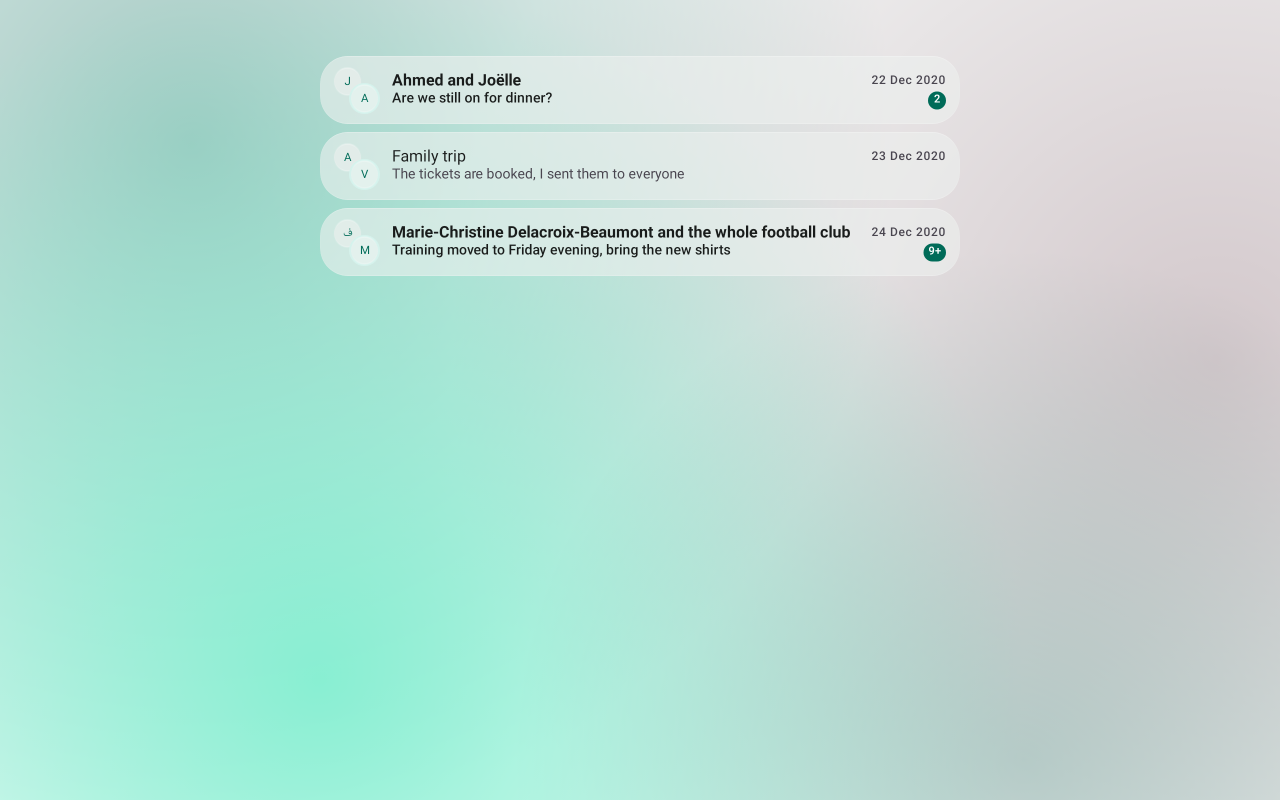 J
A
Ahmed and Joëlle
22 Dec 2020
Are we still on for dinner?
2
A
V
Family trip
23 Dec 2020
The tickets are booked, I sent them to everyone
ف
M
Marie-Christine Delacroix-Beaumont and the whole football club
24 Dec 2020
Training moved to Friday evening, bring the new shirts
9+